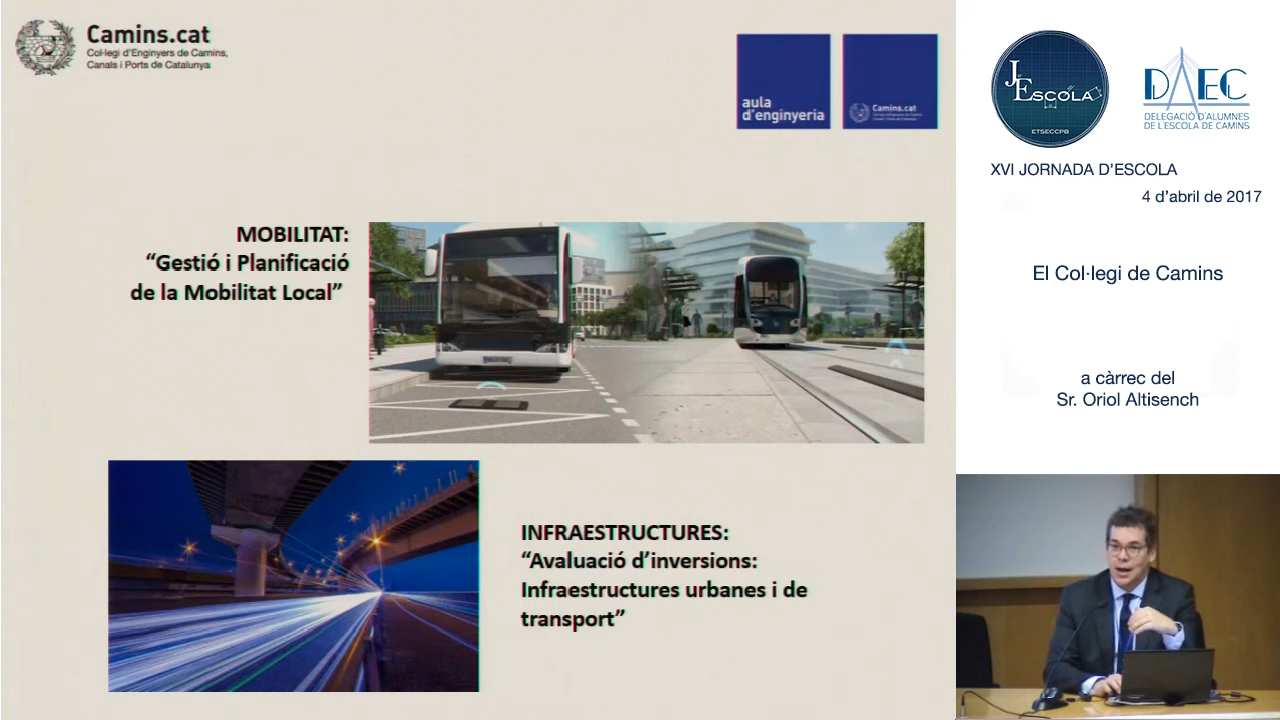 Camins.cat
Col·legi d'Enginyers de Camins,
Canals i Ports de Catalunya
aula
d'enginyeria
Camins.cat
MOBILITAT:
“Gestió i Planificació
de la Mobilitat Local”
INFRAESTRUCTURES:
“Avaluació d’inversions:
Infraestructures urbanes i de
transport”
J
d'
ESCOLA
ETSECCPB
DAEC
DELEGACIÓ D'ALUMNES
DE L'ESCOLA DE CAMINS
XVI JORNADA D'ESCOLA
4 d'abril de 2017
El Col·legi de Camins
a càrrec del
Sr. Oriol Altisench